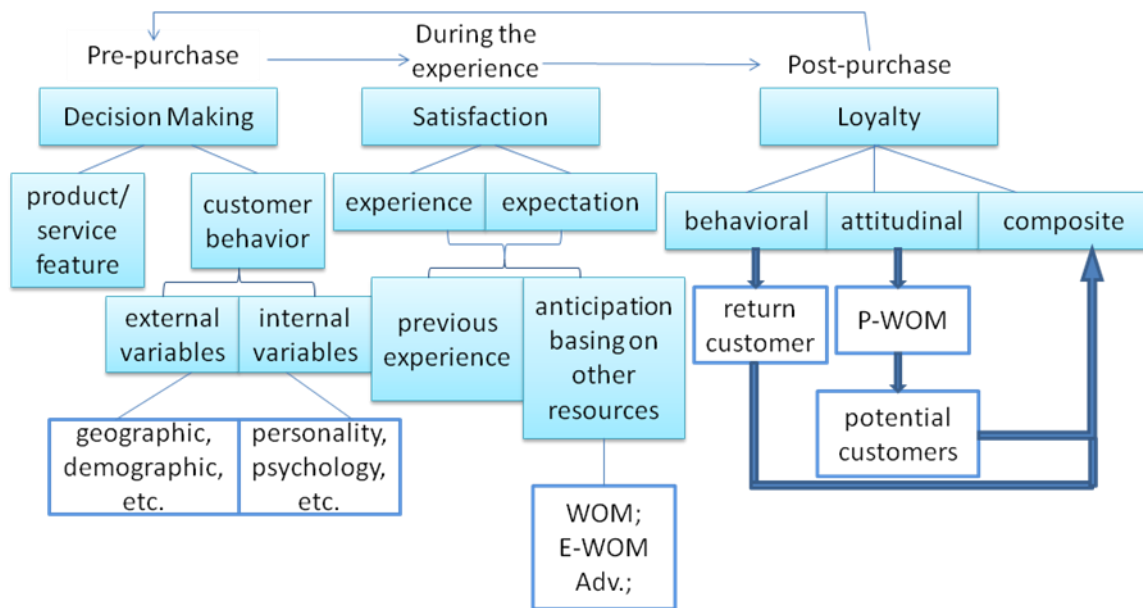 Pre-purchase
During the
experience
Post-purchase
Decision Making
Satisfaction
Loyalty
product/
service
feature
customer
behavior
experience
expectation
behavioral
attitudinal
composite
external
variables
internal
variables
previous
experience
anticipation
basing on
other
resources
return
customer
P-WOM
potential
customers
geographic,
demographic,
etc.
personality,
psychology,
etc.
WOM;
E-WOM
Adv.;